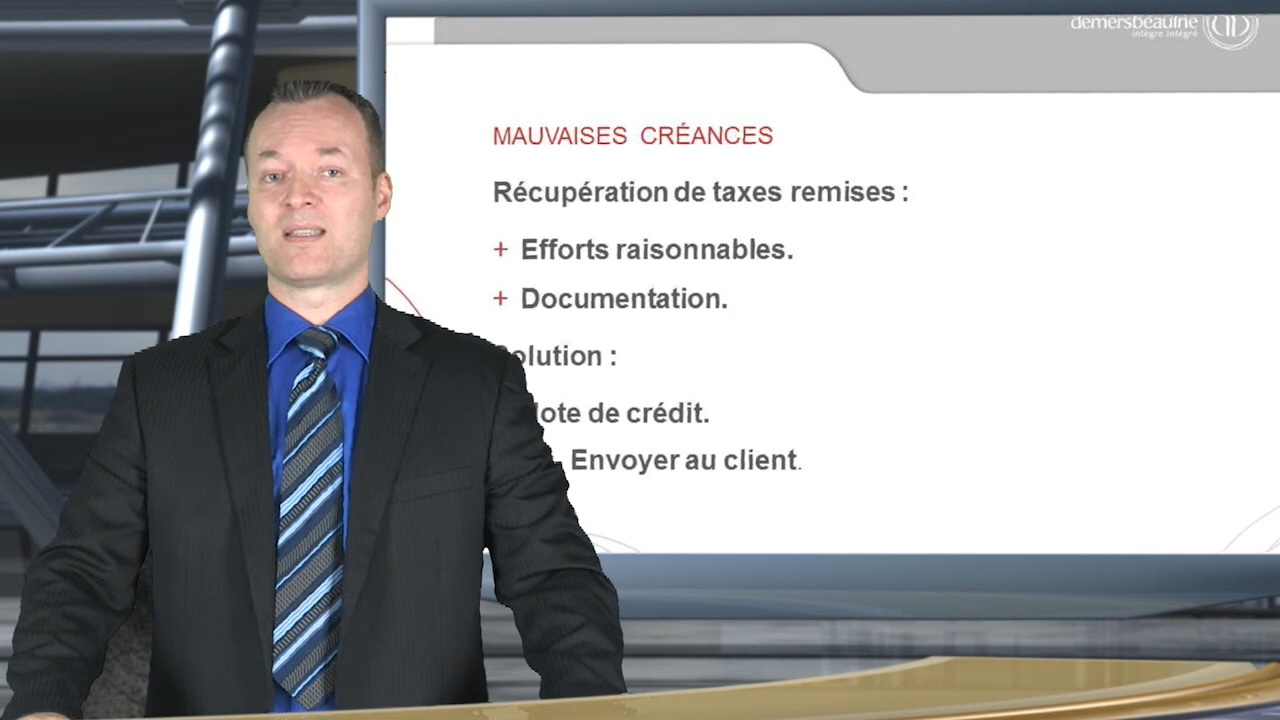 demersbeaulne
intègre.intégré
MAUVAISES CRÉANCES
Récupération de taxes remises :
+ Efforts raisonnables.
+ Documentation.
olution :
ote de crédit.
Envoyer au client.